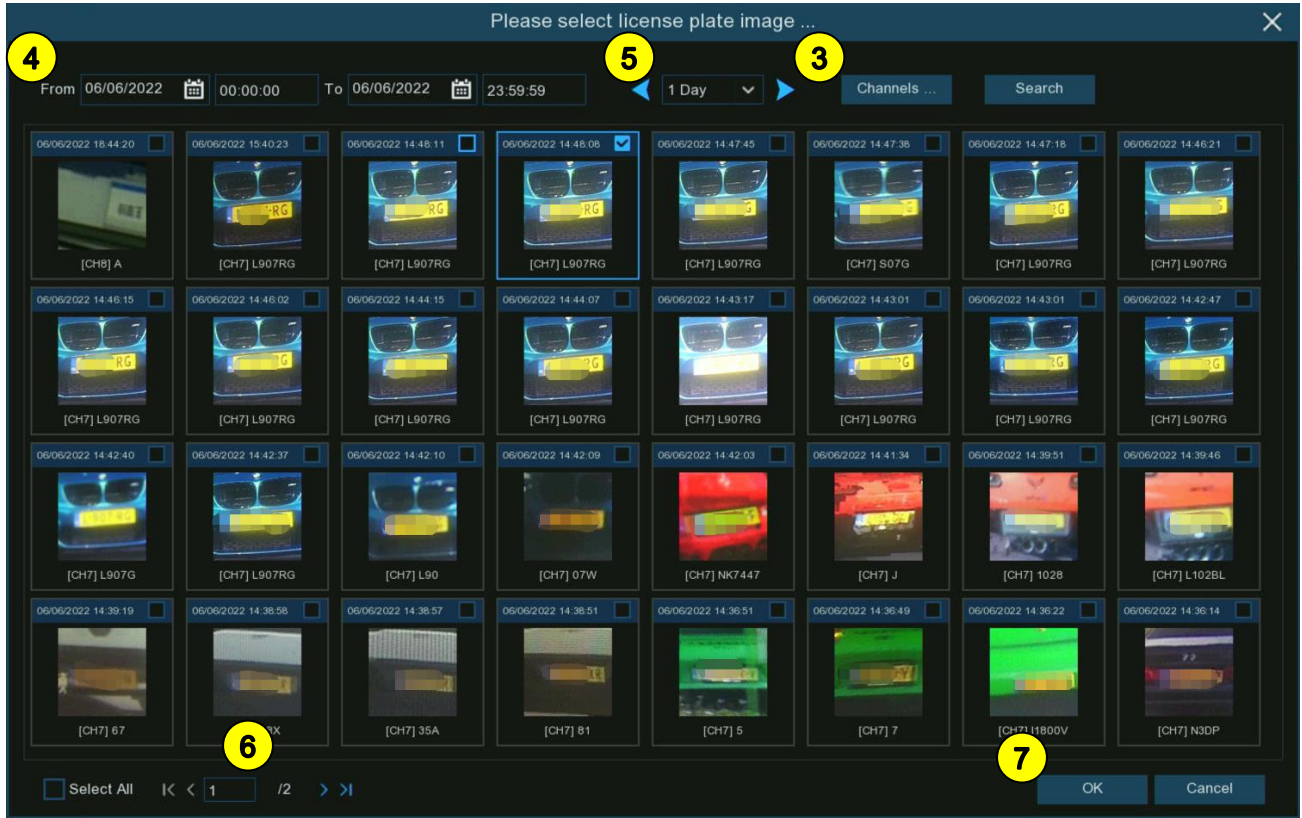 Please select license plate image ...
4 5 3
From 06/06/2022 00:00:00 To 06/06/2022 23:59:59 1 Day Channels ... Search
06/06/2022 18:44:20 06/06/2022 15:40:23 06/06/2022 14:48:11 06/06/2022 14:48:08 06/06/2022 14:47:45 06/06/2022 14:47:38 06/06/2022 14:47:18 06/06/2022 14:46:21
[CH8] A [CH7] L907RG [CH7] L907RG [CH7] L907RG [CH7] L907RG [CH7] S07G [CH7] L907RG [CH7] L907RG
06/06/2022 14:46:15 06/06/2022 14:46:02 06/06/2022 14:44:15 06/06/2022 14:44:07 06/06/2022 14:43:17 06/06/2022 14:43:01 06/06/2022 14:43:01 06/06/2022 14:42:47
[CH7] L907RG [CH7] L907RG [CH7] L907RG [CH7] L907RG [CH7] L907RG [CH7] L907RG [CH7] L907RG [CH7] L907RG
06/06/2022 14:42:40 06/06/2022 14:42:37 06/06/2022 14:42:10 06/06/2022 14:42:09 06/06/2022 14:42:03 06/06/2022 14:41:34 06/06/2022 14:39:51 06/06/2022 14:39:46
[CH7] L907G [CH7] L907RG [CH7] L90 [CH7] 07W [CH7] NK7447 [CH7] J [CH7] 1028 [CH7] L102BL
06/06/2022 14:39:19 06/06/2022 14:38:58 06/06/2022 14:38:57 06/06/2022 14:38:51 06/06/2022 14:36:51 06/06/2022 14:36:49 06/06/2022 14:36:22 06/06/2022 14:36:14
[CH7] 67 [CH7] 35A [CH7] 81 [CH7] 5 [CH7] 7 [CH7] I1800V [CH7] N3DP
6 7
Select All 1 /2 OK Cancel